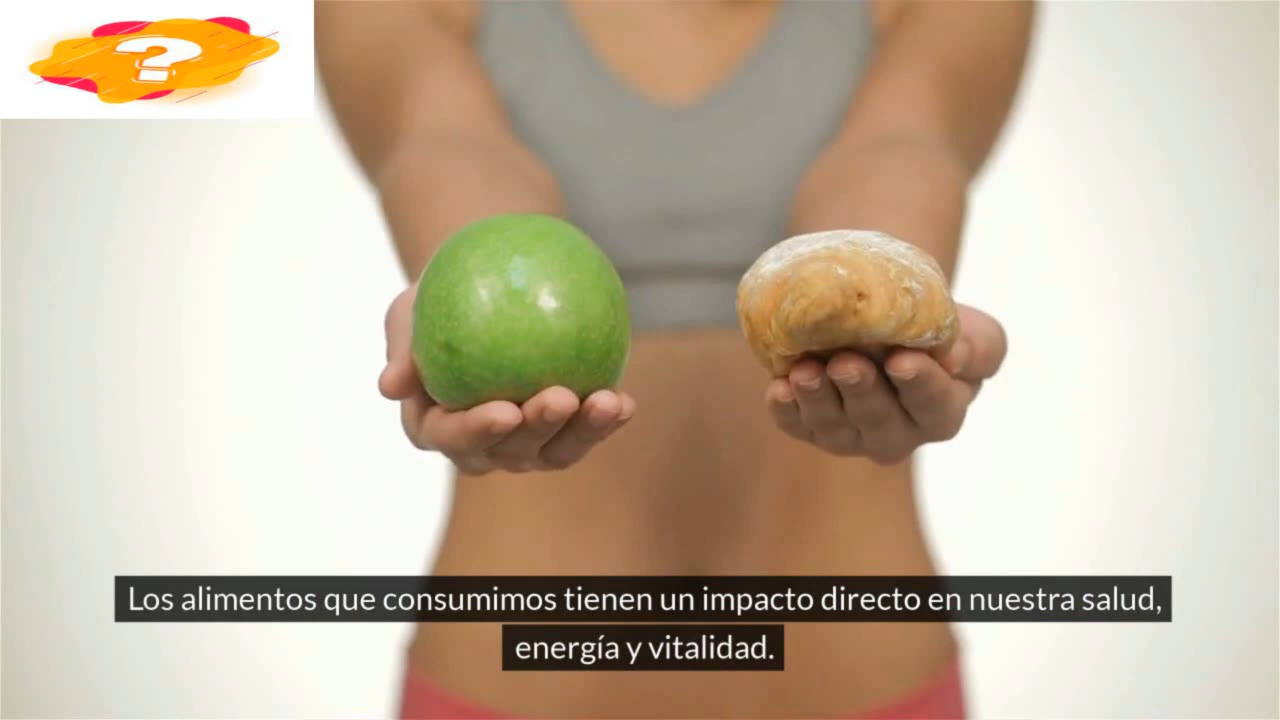 ?
Los alimentos que consumimos tienen un impacto directo en nuestra salud,
energía y vitalidad.